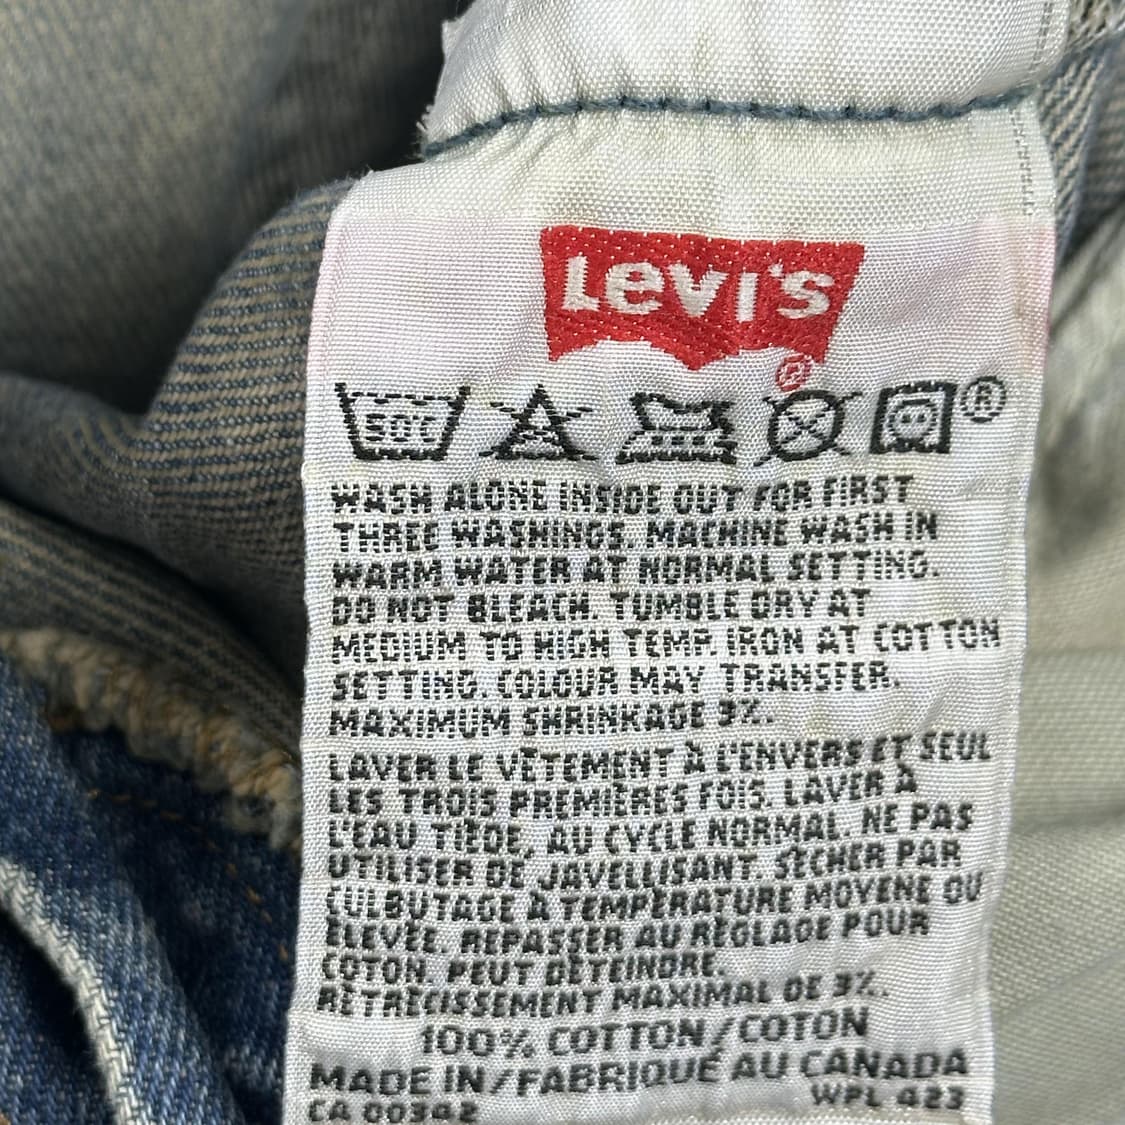 Levi's
®
50°C
®
WASH ALONE INSIDE OUT FOR FIRST
THREE WASHINGS. MACHINE WASH IN
WARM WATER AT NORMAL SETTING.
DO NOT BLEACH. TUMBLE DRY AT
MEDIUM TO HIGH TEMP. IRON AT COTTON
SETTING. COLOUR MAY TRANSFER.
MAXIMUM SHRINKAGE 3%.
LAVER LE VÊTEMENT À L'ENVERS ET SEUL
LES TROIS PREMIÈRES FOIS. LAVER À
L'EAU TIÈDE, AU CYCLE NORMAL. NE PAS
UTILISER DE JAVELLISANT. SÉCHER PAR
CULBUTAGE À TEMPÉRATURE MOYENE OU
ÉLEVÉE. REPASSER AU RÉGLAGE POUR
COTON. PEUT DÉTEINDRE.
RÉTRÉCISSEMENT MAXIMAL DE 3%.
100% COTTON/COTON
MADE IN/FABRIQUÉ AU CANADA
CA 00342 WPL 423